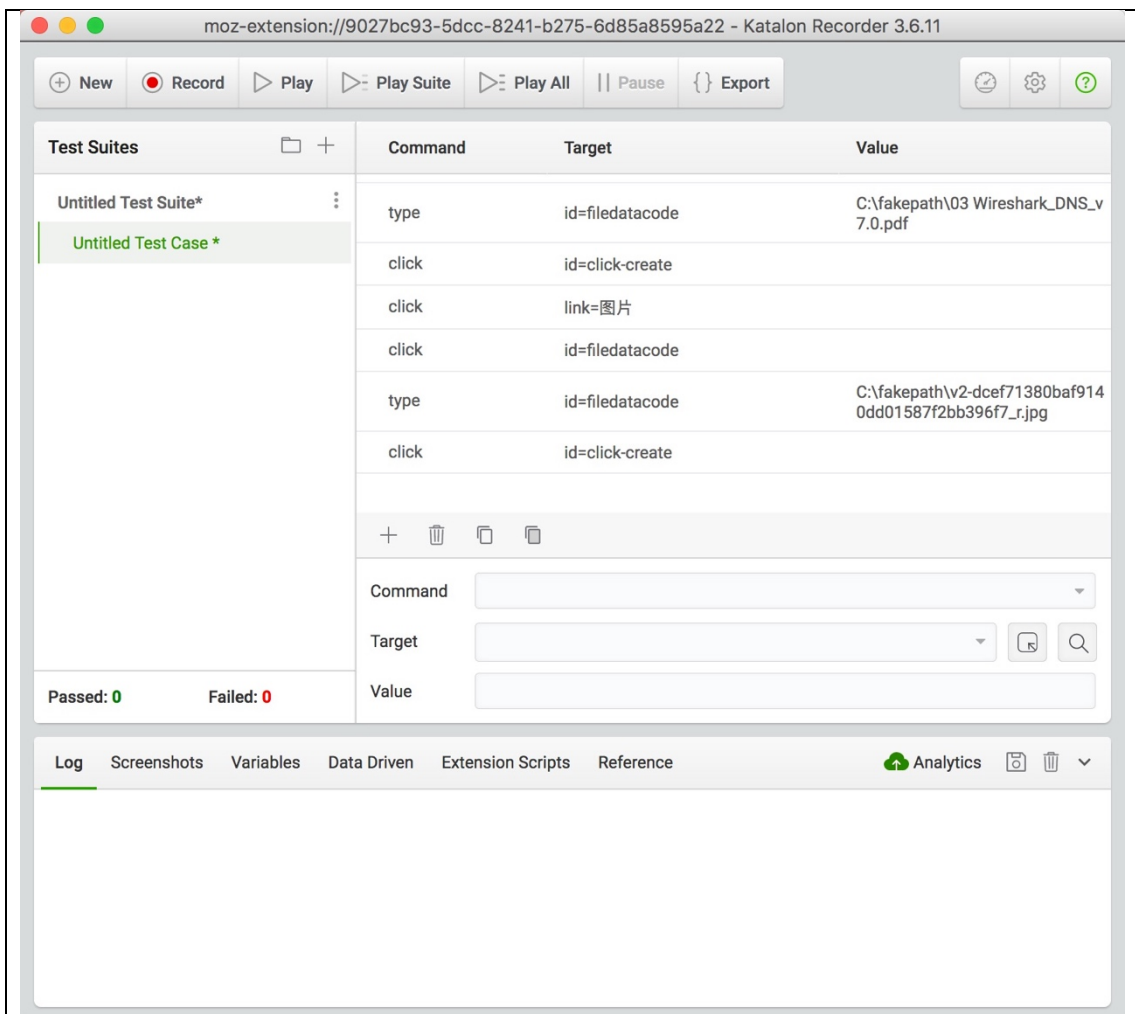 moz-extension://9027bc93-5dcc-8241-b275-6d85a8595a22 - Katalon Recorder 3.6.11
New Record Play Play Suite Play All Pause Export
Test Suites
Command Target Value
Untitled Test Suite*
Untitled Test Case *
type id=filedatacode C:\fakepath\03 Wireshark_DNS_v
7.0.pdf
click id=click-create
click link=图片
click id=filedatacode
type id=filedatacode C:\fakepath\v2-dcef71380baf914
0dd01587f2bb396f7_r.jpg
click id=click-create
Command
Target
Value
Passed: 0 Failed: 0
Log Screenshots Variables Data Driven Extension Scripts Reference Analytics